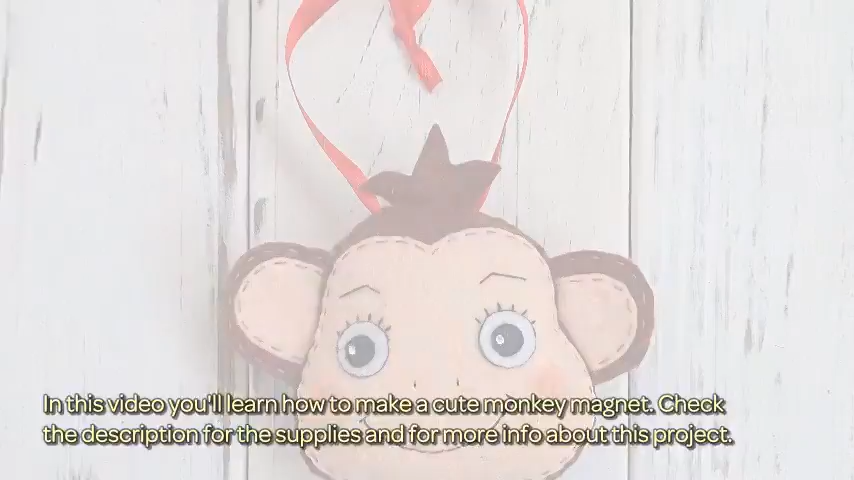 In this video you'll learn how to make a cute monkey magnet. Check
the description for the supplies and for more info about this project.